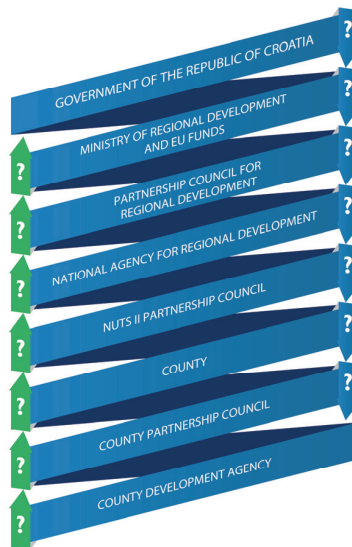 GOVERNMENT OF THE REPUBLIC OF CROATIA
?
MINISTRY OF REGIONAL DEVELOPMENT
AND EU FUNDS
?
?
PARTNERSHIP COUNCIL FOR
REGIONAL DEVELOPMENT
?
?
NATIONAL AGENCY FOR REGIONAL DEVELOPMENT
?
?
NUTS II PARTNERSHIP COUNCIL
?
?
COUNTY
?
?
COUNTY PARTNERSHIP COUNCIL
?
?
COUNTY DEVELOPMENT AGENCY
?